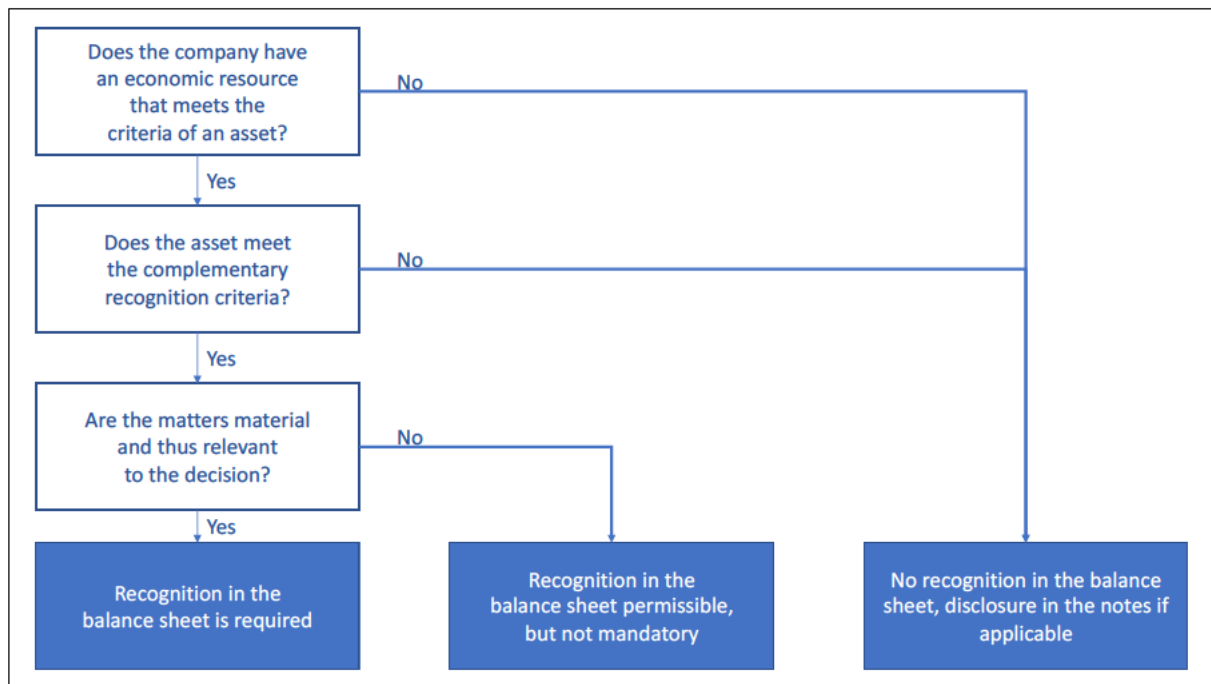 Does the company have
an economic resource
that meets the
criteria of an asset?
No
Yes
Does the asset meet
the complementary
recognition criteria?
No
Yes
Are the matters material
and thus relevant
to the decision?
No
Yes
Recognition in the
balance sheet is required
Recognition in the
balance sheet permissible,
but not mandatory
No recognition in the balance
sheet, disclosure in the notes if
applicable